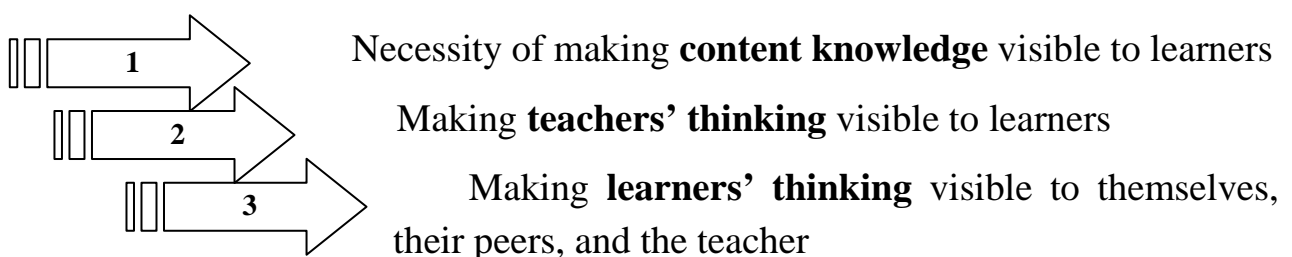 1 Necessity of making content knowledge visible to learners
2 Making teachers’ thinking visible to learners
3 Making learners’ thinking visible to themselves,
their peers, and the teacher